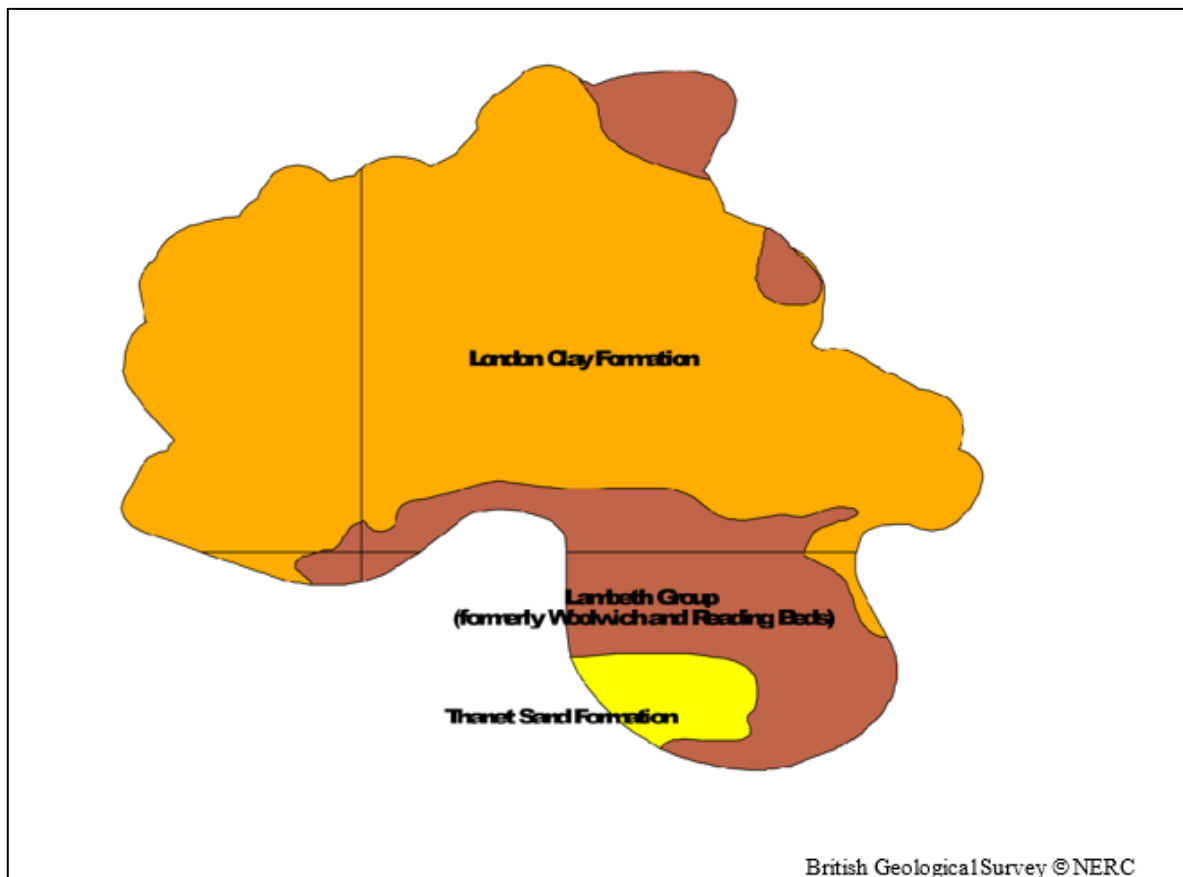 London Clay Formation
Lambeth Group
(formerly Woolwich and Reading Beds)
Thanet Sand Formation
British Geological Survey © NERC